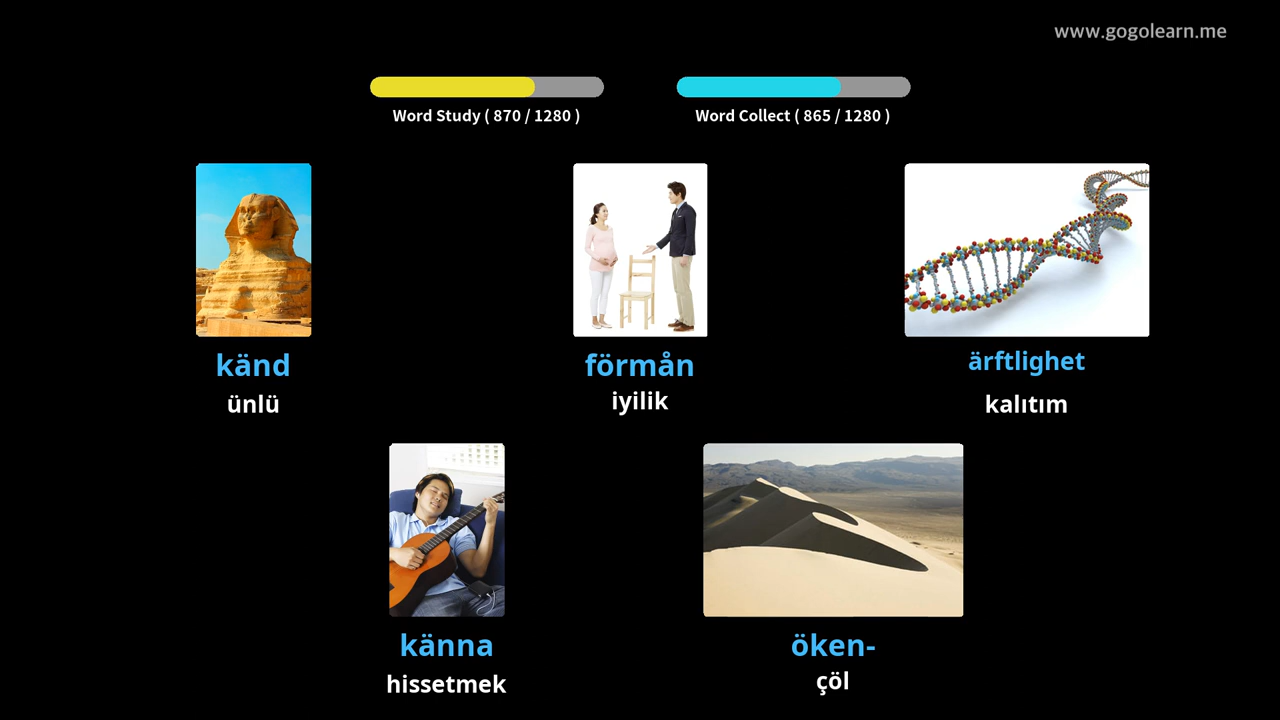 www.gogolearn.me
Word Study ( 870 / 1280 )
Word Collect ( 865 / 1280 )
känd
ünlü
förmån
iyilik
ärftlighet
kalıtım
känna
hissetmek
öken-
çöl